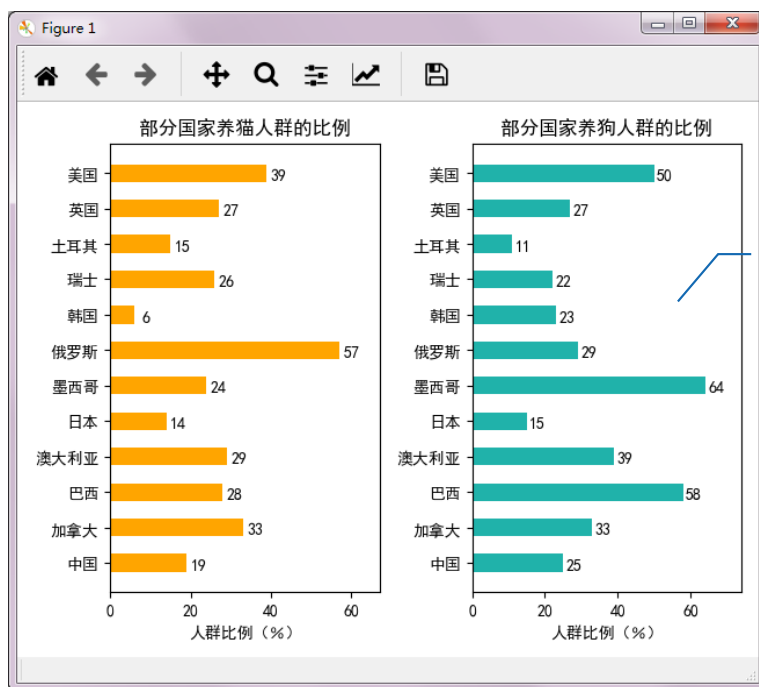 Figure 1
部分国家养猫人群的比例
美国 39
英国 27
土耳其 15
瑞士 26
韩国 6
俄罗斯 57
墨西哥 24
日本 14
澳大利亚 29
巴西 28
加拿大 33
中国 19
0 20 40 60
人群比例（%）
部分国家养狗人群的比例
美国 50
英国 27
土耳其 11
瑞士 22
韩国 23
俄罗斯 29
墨西哥 64
日本 15
澳大利亚 39
巴西 58
加拿大 33
中国 25
0 20 40 60
人群比例（%）